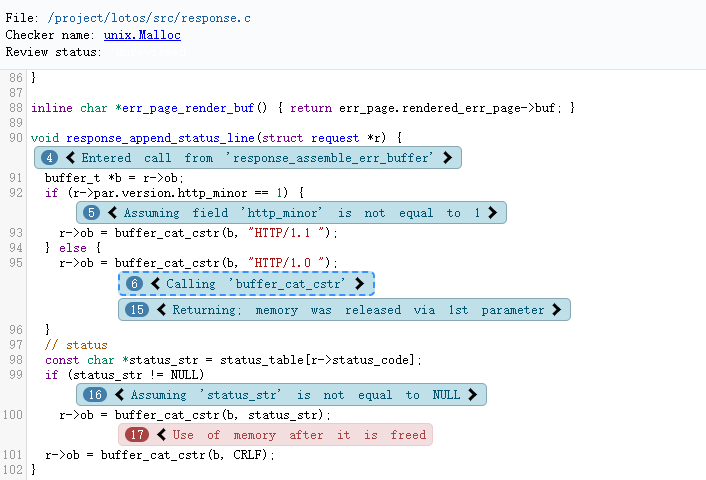 File: /project/lotos/src/response.c
Checker name: unix.Malloc
Review status:
86 }
87
88 inline char *err_page_render_buf() { return err_page.rendered_err_page->buf; }
89
90 void response_append_status_line(struct request *r) {
4 Entered call from 'response_assemble_err_buffer'
91 buffer_t *b = r->ob;
92 if (r->par.version.http_minor == 1) {
5 Assuming field 'http_minor' is not equal to 1
93 r->ob = buffer_cat_cstr(b, "HTTP/1.1 ");
94 } else {
95 r->ob = buffer_cat_cstr(b, "HTTP/1.0 ");
6 Calling 'buffer_cat_cstr'
15 Returning; memory was released via 1st parameter
96 }
97 // status
98 const char *status_str = status_table[r->status_code];
99 if (status_str != NULL)
16 Assuming 'status_str' is not equal to NULL
100 r->ob = buffer_cat_cstr(b, status_str);
17 Use of memory after it is freed
101 r->ob = buffer_cat_cstr(b, CRLF);
102 }